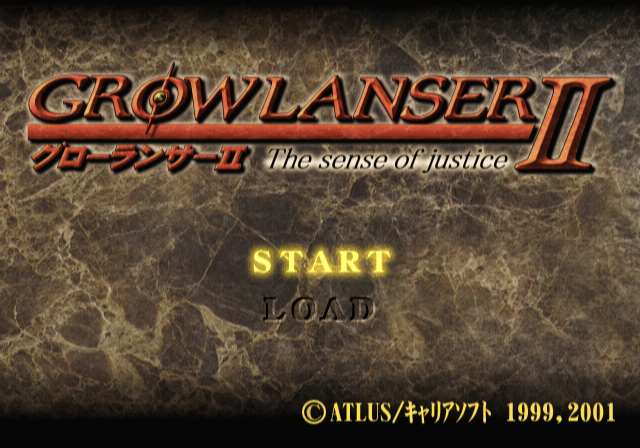 GROWLANSER II
グローランサーII The sense of justice
START
LOAD
©ATLUS/キャリアソフト 1999,2001